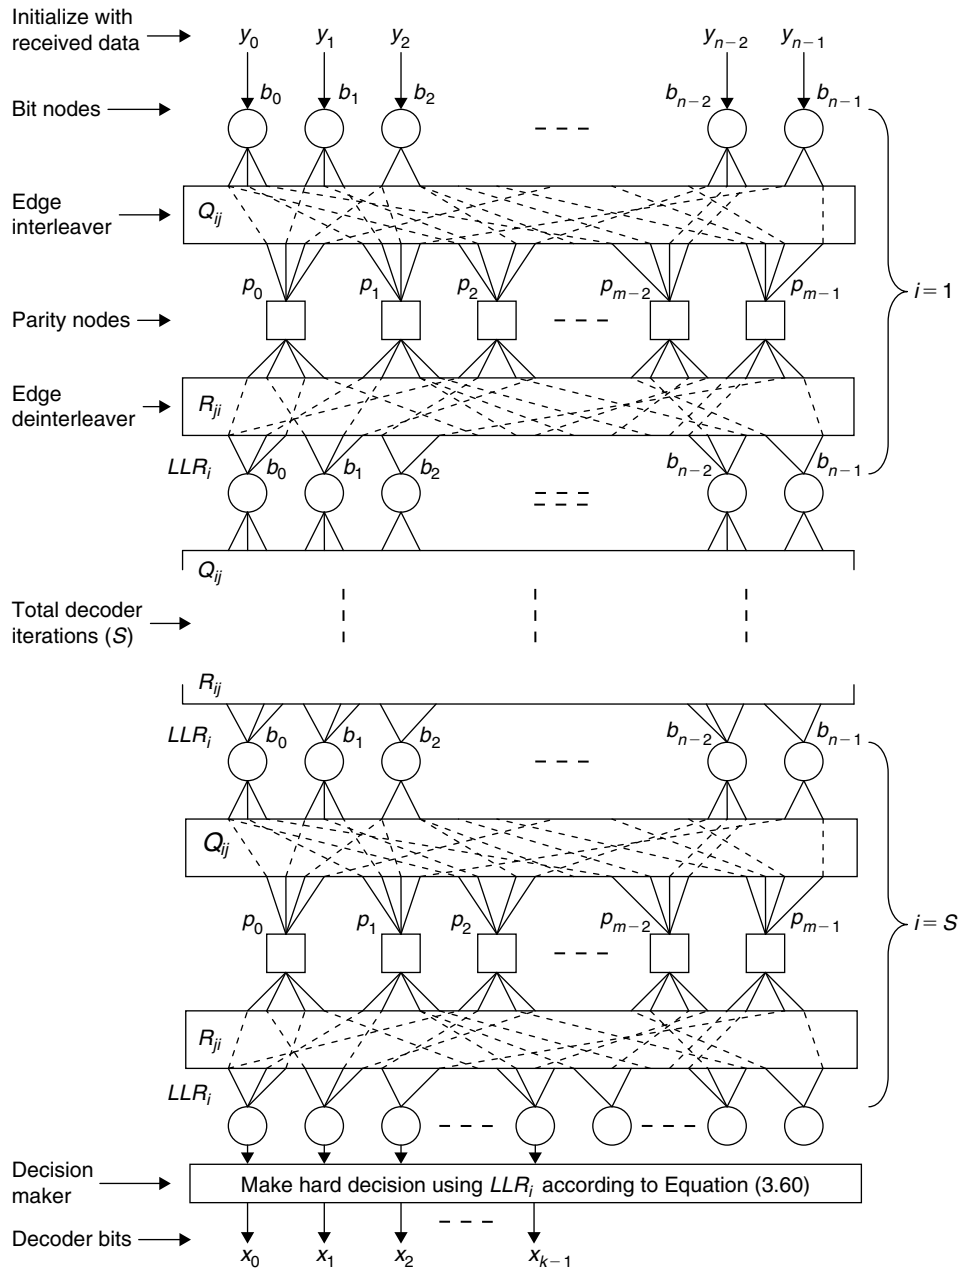 Initialize with
received data
y0 y1 y2 yn−2 yn−1
Bit nodes
b0 b1 b2 bn−2 bn−1
Edge
interleaver
Qij
p0 p1 p2 pm−2 pm−1
i = 1
Parity nodes
Edge
deinterleaver
Rji
LLRi b0 b1 b2 bn−2 bn−1
Qij
Total decoder
iterations (S)
Rij
LLRi b0 b1 b2 bn−2 bn−1
Qij
p0 p1 p2 pm−2 pm−1
i = S
Rji
LLRi
Decision
maker
Make hard decision using LLRi according to Equation (3.60)
Decoder bits
x0 x1 x2 xk−1